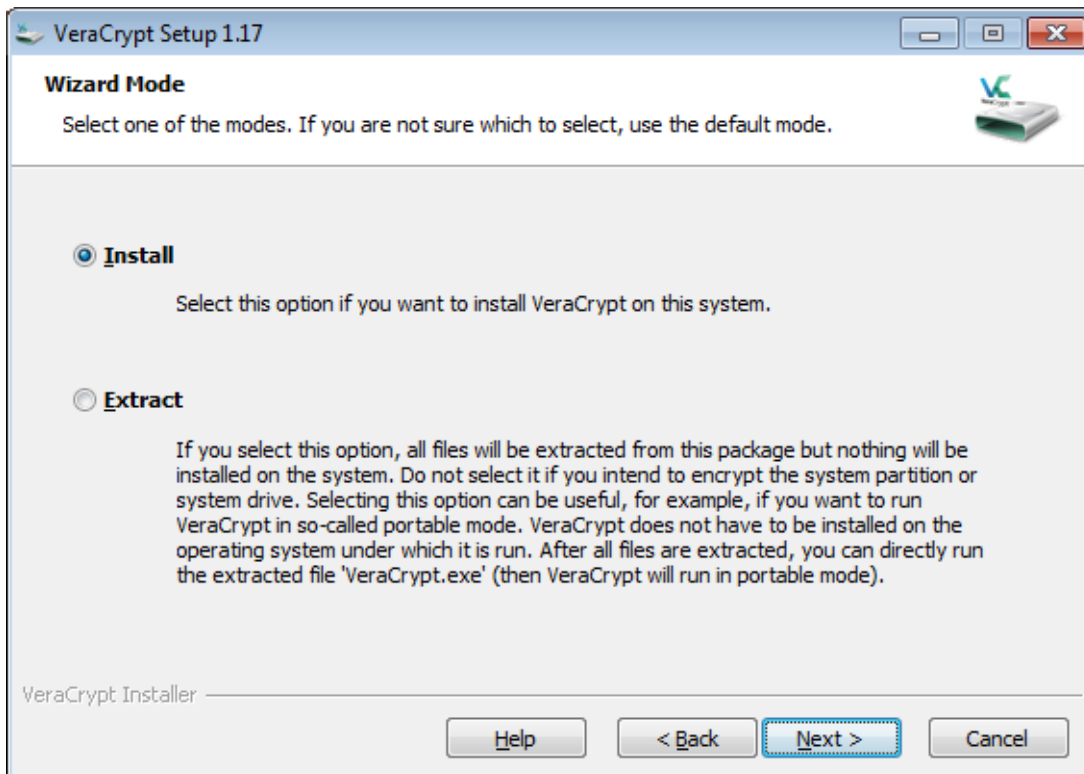 VeraCrypt Setup 1.17
Wizard Mode
Select one of the modes. If you are not sure which to select, use the default mode.
Install
Select this option if you want to install VeraCrypt on this system.
Extract
If you select this option, all files will be extracted from this package but nothing will be
installed on the system. Do not select it if you intend to encrypt the system partition or
system drive. Selecting this option can be useful, for example, if you want to run
VeraCrypt in so-called portable mode. VeraCrypt does not have to be installed on the
operating system under which it is run. After all files are extracted, you can directly run
the extracted file 'VeraCrypt.exe' (then VeraCrypt will run in portable mode).
VeraCrypt Installer
Help
< Back
Next >
Cancel